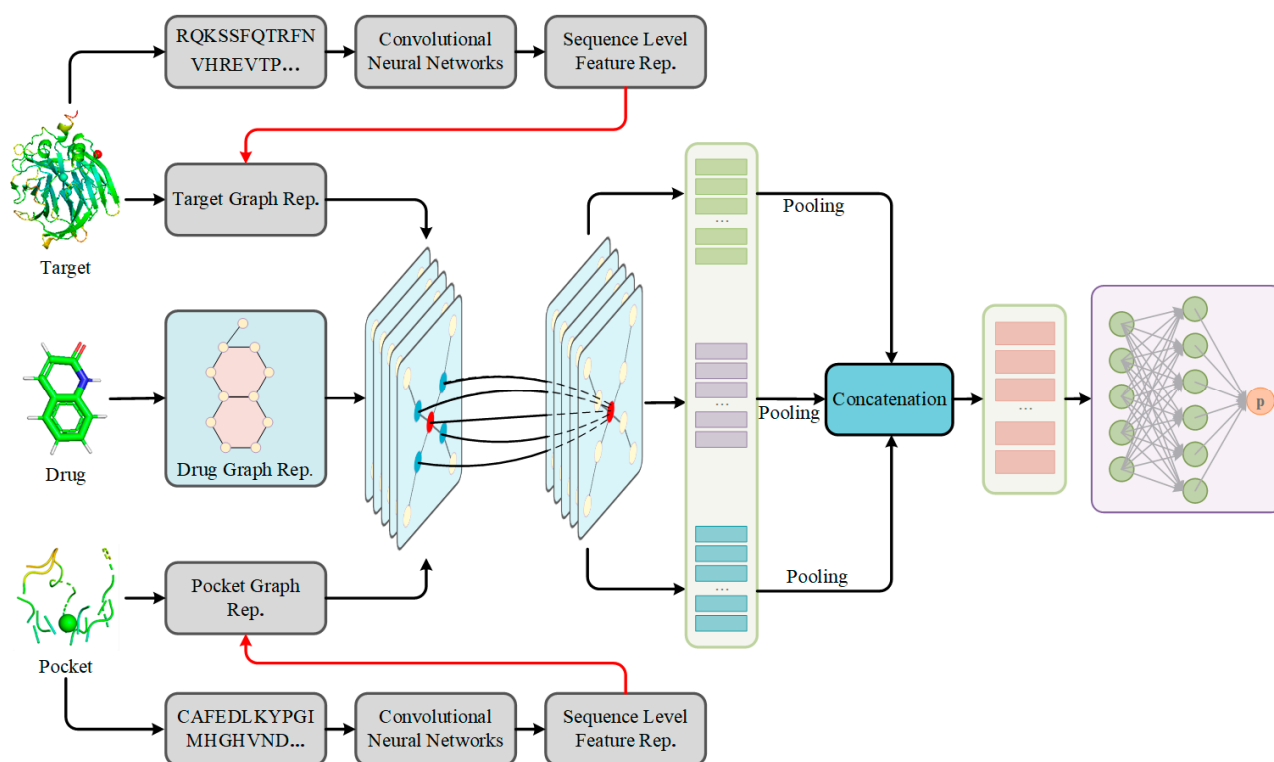 RQKSSFQTRFN
VHREVTP...
Convolutional
Neural Networks
Sequence Level
Feature Rep.
Target Graph Rep.
Target
Pooling
...
Drug Graph Rep.
Drug
...
Pooling
Concatenation
...
p
Pocket Graph
Rep.
Pocket
...
Pooling
CAFEDLKYPGI
MHGHVND...
Convolutional
Neural Networks
Sequence Level
Feature Rep.